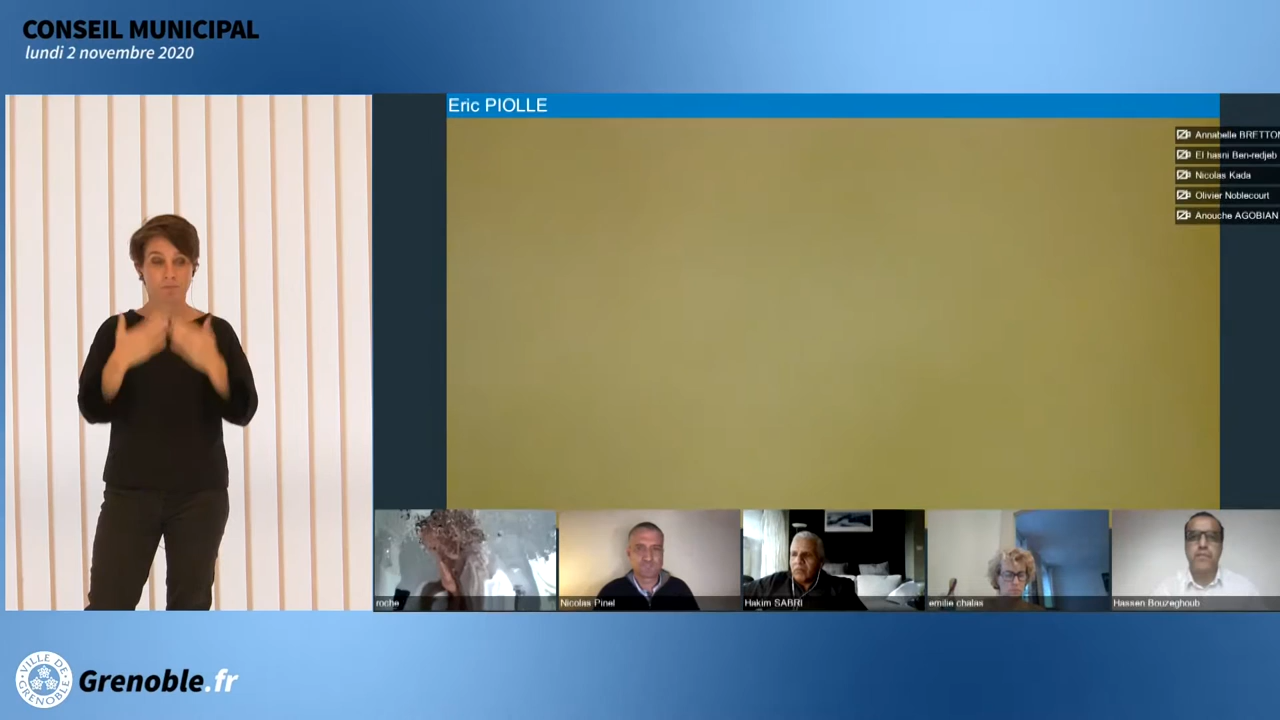 CONSEIL MUNICIPAL
lundi 2 novembre 2020
Eric PIOLLE
Annabelle BRETTON
El hasni Ben-redjeb
Nicolas Kada
Olivier Noblecourt
Anouche AGOBIAN
roche
Nicolas Pinel
Hakim SABRI
emilie chalas
Hassen Bouzeghoub
VILLE DE GRENOBLE
Grenoble.fr